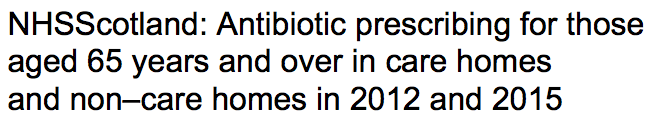 NHSScotland: Antibiotic prescribing for those
aged 65 years and over in care homes
and non–care homes in 2012 and 2015